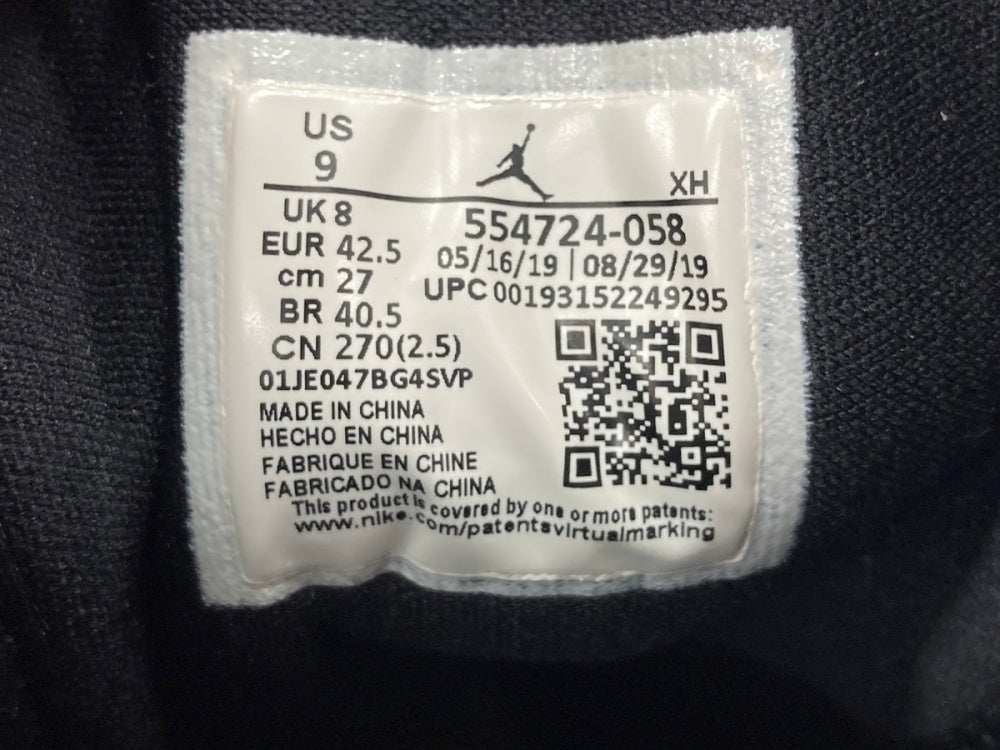 US
9
XH
UK 8
EUR 42.5
cm 27
BR 40.5
CN 270(2.5)
554724-058
05/16/19 | 08/29/19
UPC 00193152249295
01JE047BG4SVP
MADE IN CHINA
HECHO EN CHINA
FABRIQUE EN CHINE
FABRICADO NA CHINA
This product is covered by one or more patents:
www.nike.com/patentsvirtualmarking